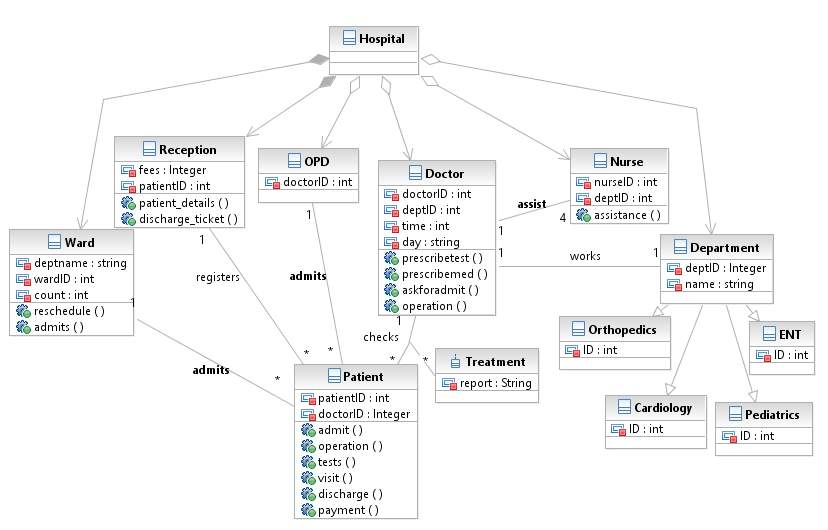 Hospital
Reception
fees : Integer
patientID : int
patient_details ( )
discharge_ticket ( )
OPD
doctorID : int
Doctor
doctorID : int
deptID : int
time : int
day : string
prescribetest ( )
prescribemed ( )
askforadmit ( )
operation ( )
Nurse
nurseID : int
deptID : int
assistance ( )
assist
1
4
Ward
deptname : string
wardID : int
count : int
reschedule ( )
admits ( )
Department
deptID : Integer
name : string
1
works
1
1
registers
*
1
admits
*
1
admits
*
1
checks
*
*
Orthopedics
ID : int
ENT
ID : int
Treatment
report : String
Patient
patientID : int
doctorID : Integer
admit ( )
operation ( )
tests ( )
visit ( )
discharge ( )
payment ( )
Cardiology
ID : int
Pediatrics
ID : int